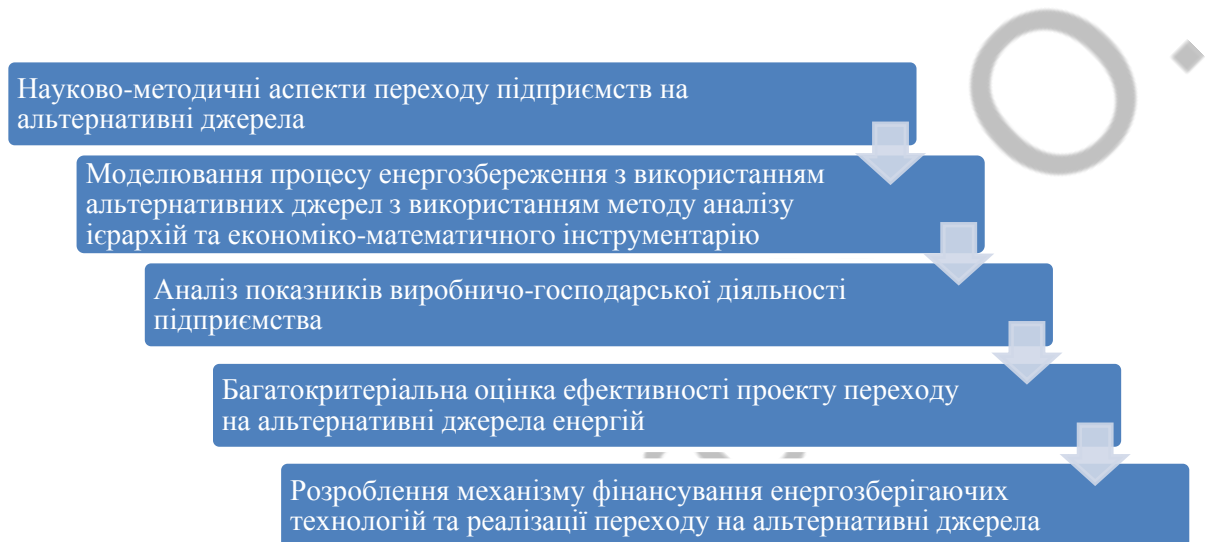 Науково-методичні аспекти переходу підприємств на
альтернативні джерела
Моделювання процесу енергозбереження з використанням
альтернативних джерел з використанням методу аналізу
ієрархій та економіко-математичного інструментарію
Аналіз показників виробничо-господарської діяльності
підприємства
Багатокритеріальна оцінка ефективності проекту переходу
на альтернативні джерела енергій
Розроблення механізму фінансування енергозберігаючих
технологій та реалізації переходу на альтернативні джерела